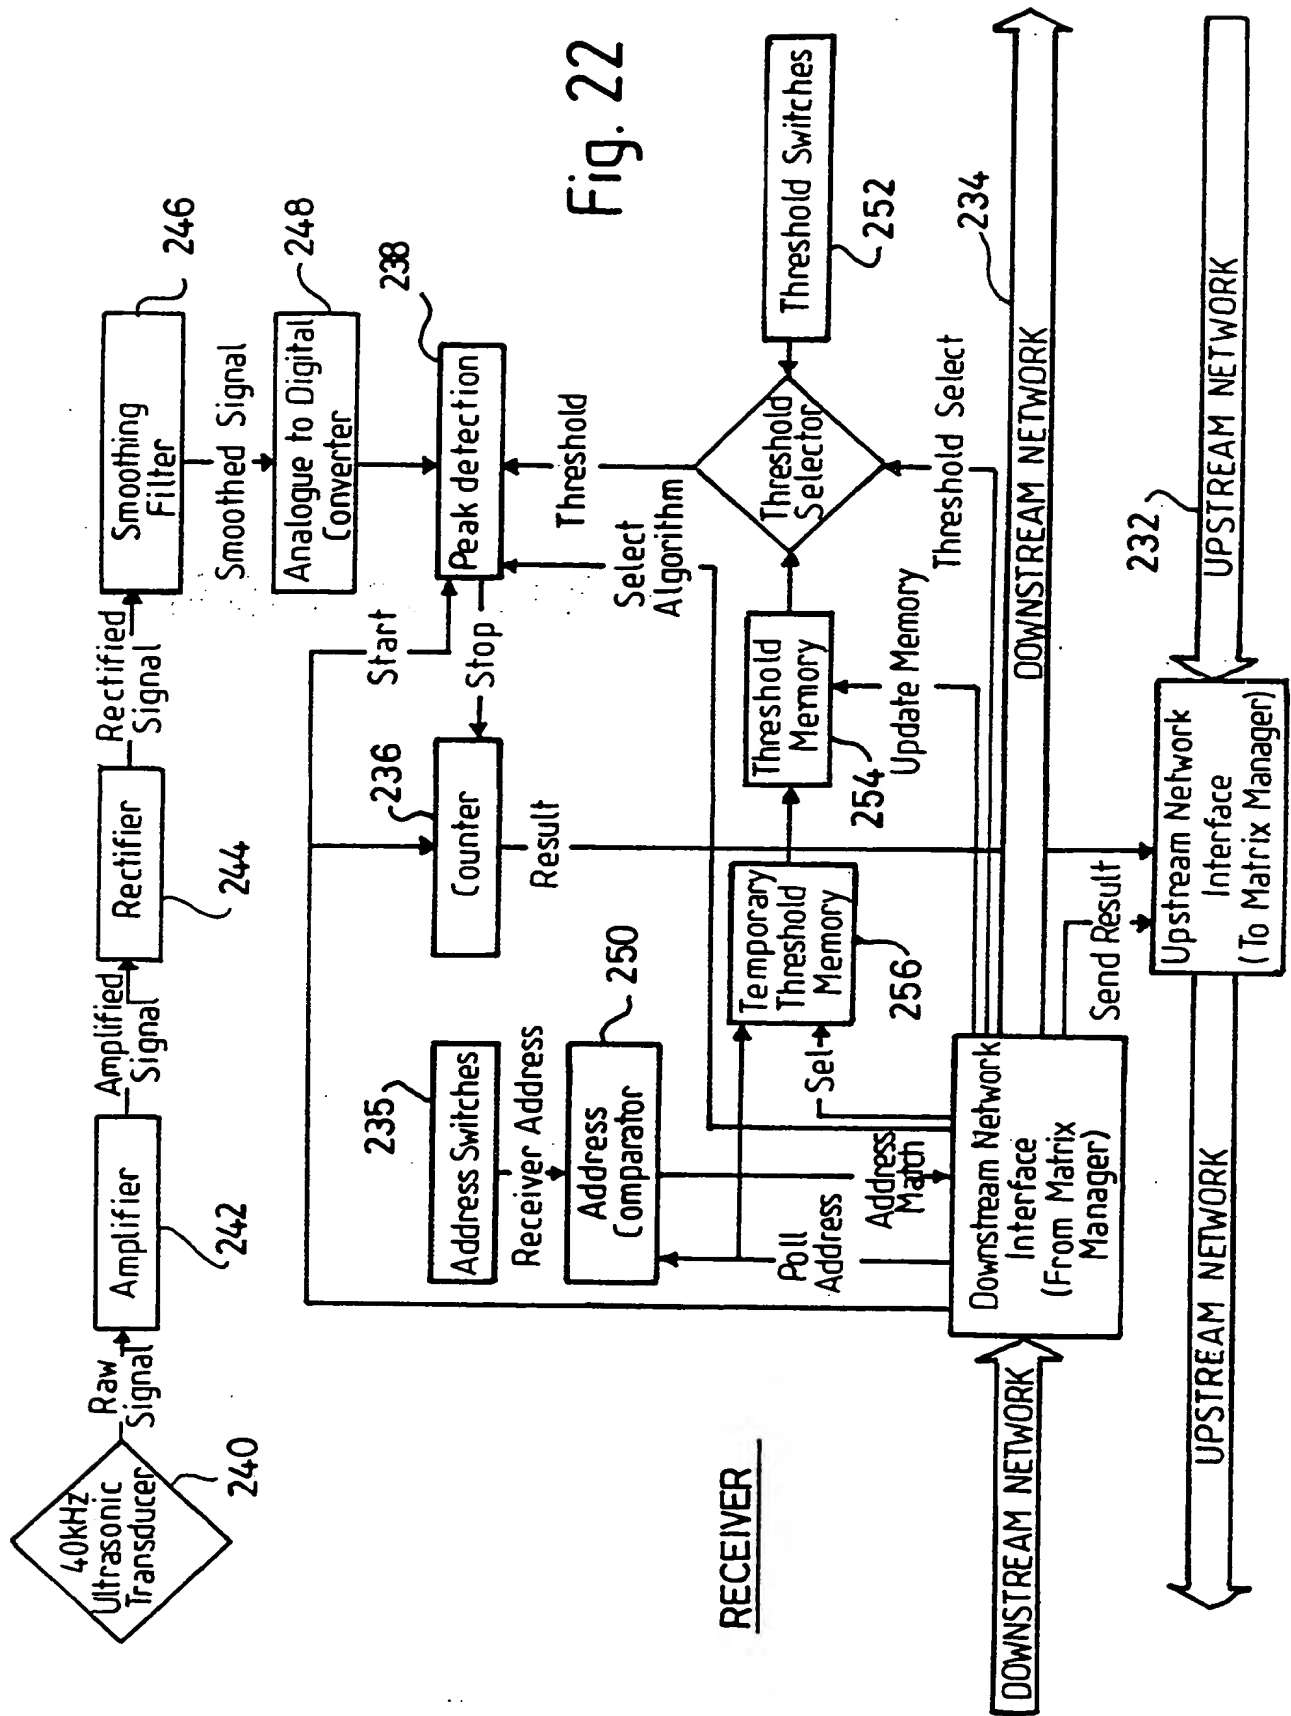 40kHz
Ultrasonic
Transducer
240
Raw
Signal
Amplifier
242
Amplified
Signal
Rectifier
244
Rectified
Signal
Smoothing
Filter
246
Smoothed Signal
Analogue to Digital
Converter
248
Peak detection
238
Start
Stop
Counter
236
Result
Select
Algorithm
Threshold
Threshold
Selector
Threshold Switches
252
Fig. 22
Address Switches
235
Receiver Address
Address
Comparator
250
Poll
Address
Address
Match
Sel
Temporary
Threshold
Memory
256
Threshold
Memory
254
Update Memory
Threshold Select
RECEIVER
DOWNSTREAM NETWORK
Downstream Network
Interface
(From Matrix
Manager)
DOWNSTREAM NETWORK
234
Send Result
UPSTREAM NETWORK
Upstream Network
Interface
(To Matrix Manager)
UPSTREAM NETWORK
232